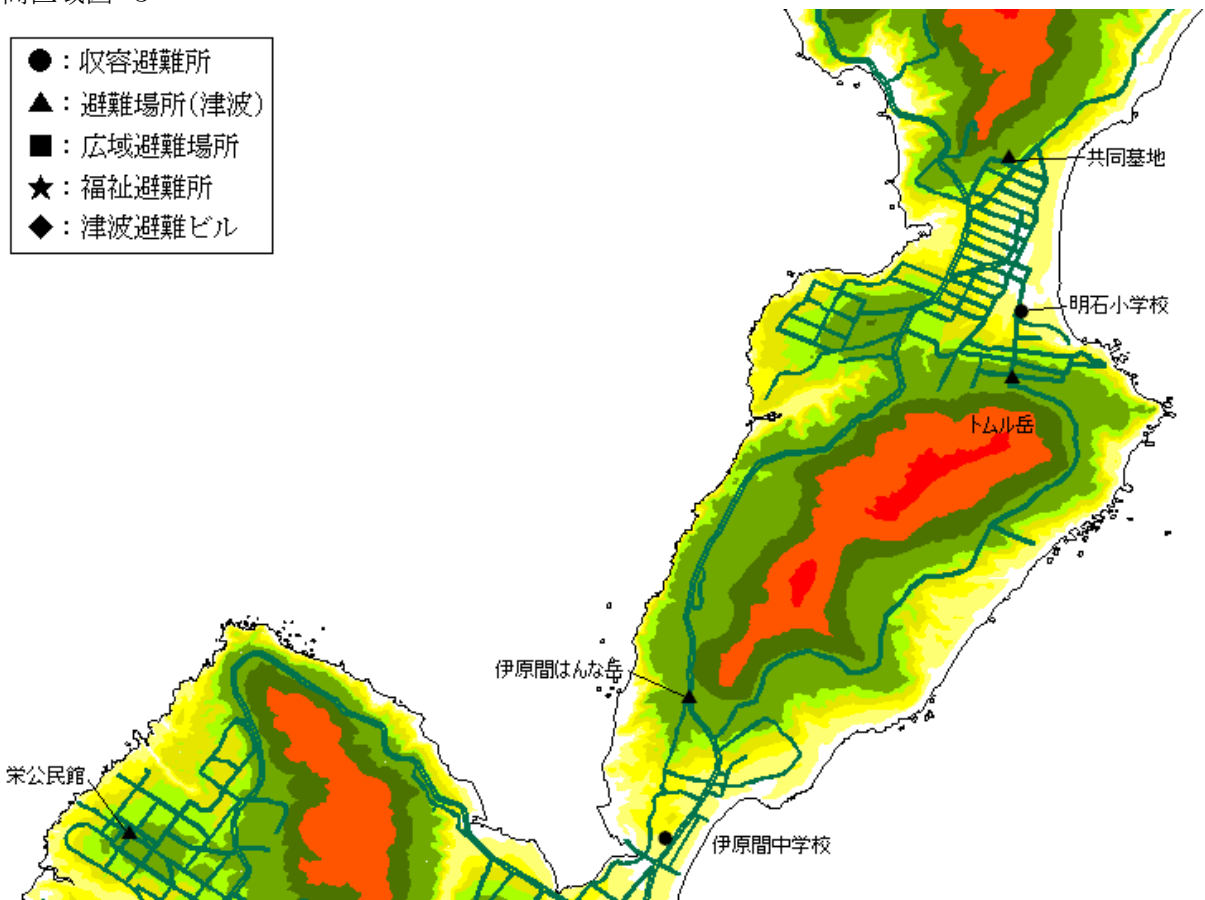 ●：収容避難所
▲：避難場所(津波)
■：広域避難場所
★：福祉避難所
◆：津波避難ビル
共同墓地
明石小学校
トムル岳
伊原間はんな岳
栄公民館
伊原間中学校